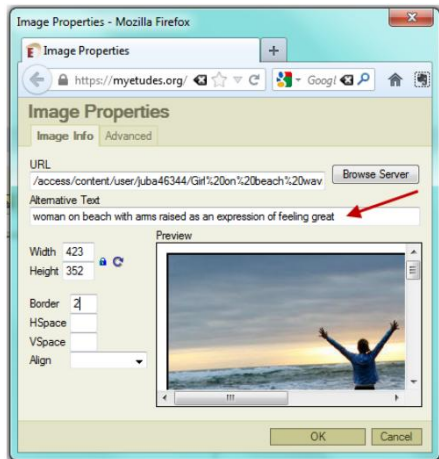 Image Properties - Mozilla Firefox
Image Properties
https://myetudes.org/
Googl
Image Properties
Image Info Advanced
URL
/access/content/user/juba46344/Girl%20on%20beach%20wav
Browse Server
Alternative Text
woman on beach with arms raised as an expression of feeling great
Preview
Width 423
Height 352
Border 2
HSpace
VSpace
Align
OK Cancel